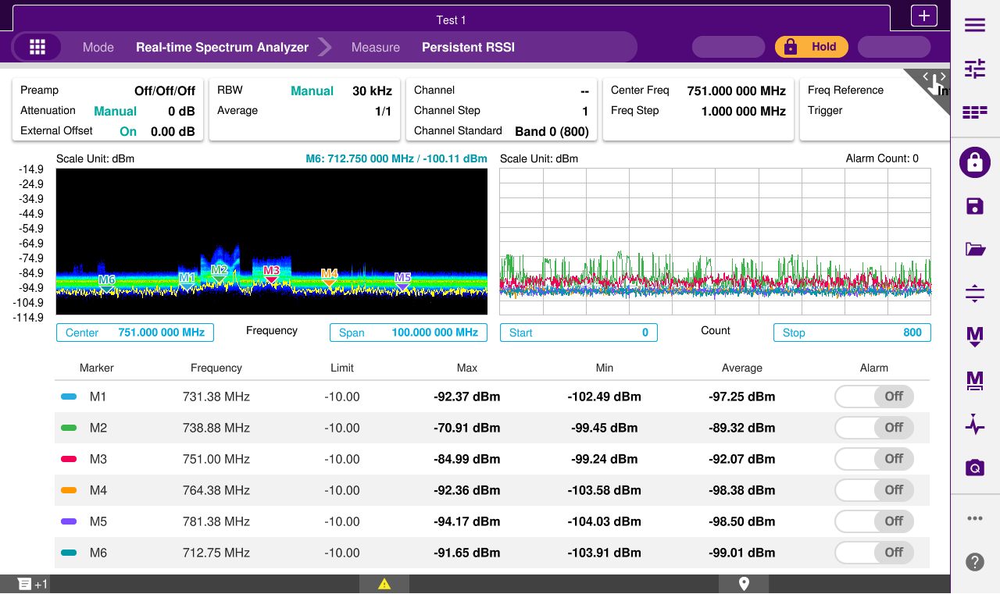 Test 1
Mode Real-time Spectrum Analyzer Measure Persistent RSSI Hold
Preamp Off/Off/Off
Attenuation Manual 0 dB
External Offset On 0.00 dB
RBW Manual 30 kHz
Average 1/1
Channel --
Channel Step 1
Channel Standard Band 0 (800)
Center Freq 751.000 000 MHz
Freq Step 1.000 000 MHz
Freq Reference
Trigger
Scale Unit: dBm M6: 712.750 000 MHz / -100.11 dBm
-14.9
-24.9
-34.9
-44.9
-54.9
-64.9
-74.9
-84.9
-94.9
-104.9
-114.9
M6 M1 M2 M3 M4 M5
Center 751.000 000 MHz Frequency Span 100.000 000 MHz
Scale Unit: dBm Alarm Count: 0
Start 0 Count Stop 800
Marker Frequency Limit Max Min Average Alarm
M1 731.38 MHz -10.00 -92.37 dBm -102.49 dBm -97.25 dBm Off
M2 738.88 MHz -10.00 -70.91 dBm -99.45 dBm -89.32 dBm Off
M3 751.00 MHz -10.00 -84.99 dBm -99.24 dBm -92.07 dBm Off
M4 764.38 MHz -10.00 -92.36 dBm -103.58 dBm -98.38 dBm Off
M5 781.38 MHz -10.00 -94.17 dBm -104.03 dBm -98.50 dBm Off
M6 712.75 MHz -10.00 -91.65 dBm -103.91 dBm -99.01 dBm Off
+1
M
M